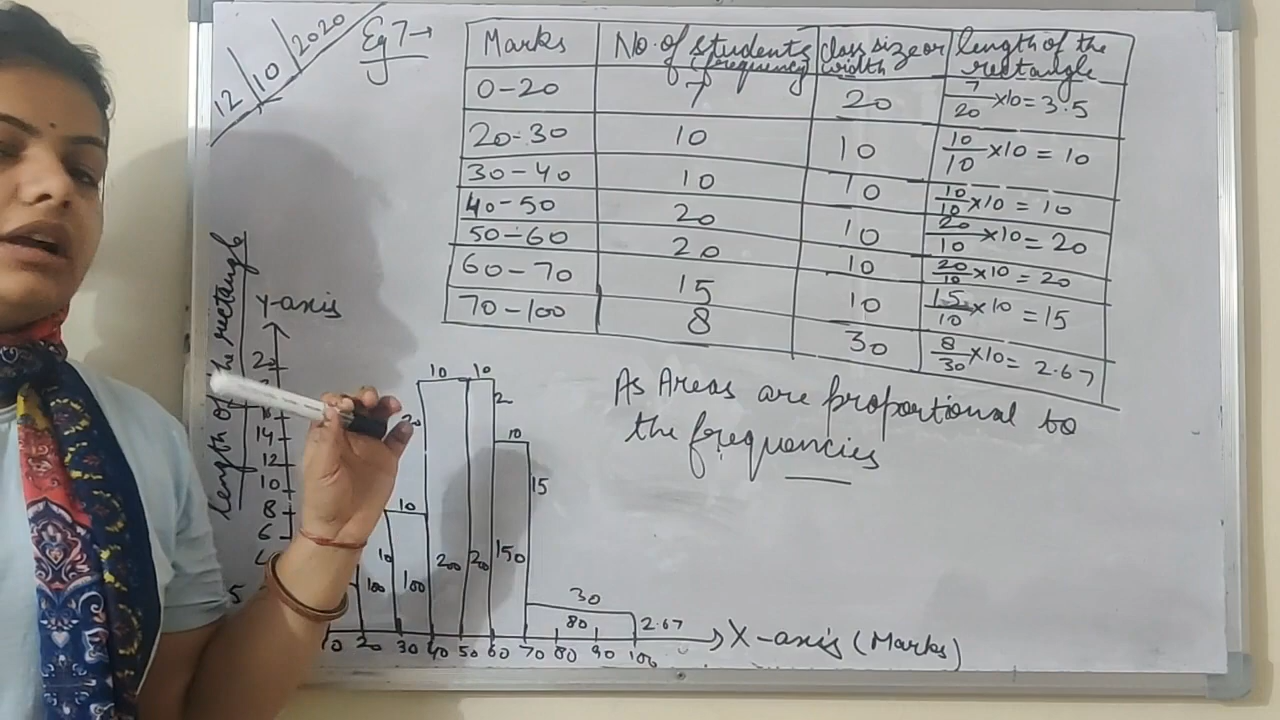 12/10/2020
Eg 7→
Marks No. of students (frequency) class size or width length of the rectangle
0-20 7 20 7/20 ×10 = 3.5
20-30 10 10 10/10 ×10 = 10
30-40 10 10 10/10 ×10 = 10
40-50 20 10 20/10 ×10 = 20
50-60 20 10 20/10 ×10 = 20
60-70 15 10 15/10 ×10 = 15
70-100 8 30 8/30 ×10 = 2.67
As Areas are proportional to
the frequencies
length of the rectangle
Y-axis
14
12
10
8
6
10 10
20 2
10
15
10
10 100 100 200 200 150
30
80 2.67
10 20 30 40 50 60 70 80 90 100
X-axis (Marks)